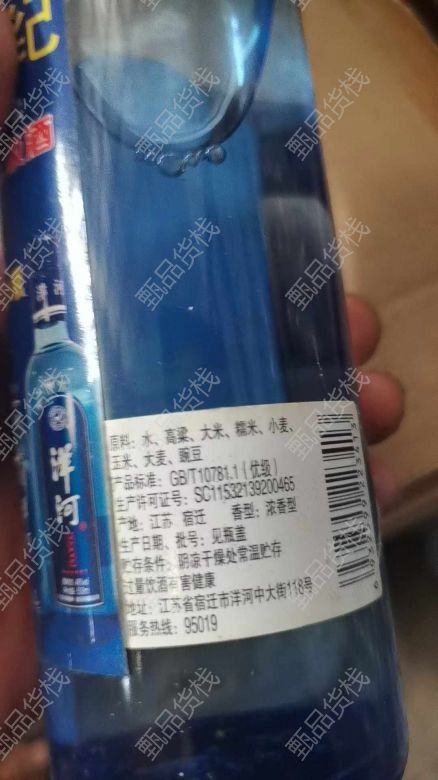 纪
酒
洋河
洋河
原料：水、高粱、大米、糯米、小麦、
玉米、大麦、豌豆
产品标准：GB/T10781.1（优级）
生产许可证号：SC11532139200465
产地：江苏 宿迁 香型：浓香型
生产日期、批号：见瓶盖
贮存条件：阴凉干燥处常温贮存
过量饮酒有害健康
地址：江苏省宿迁市洋河中大街118号
服务热线：95019
甄品货栈